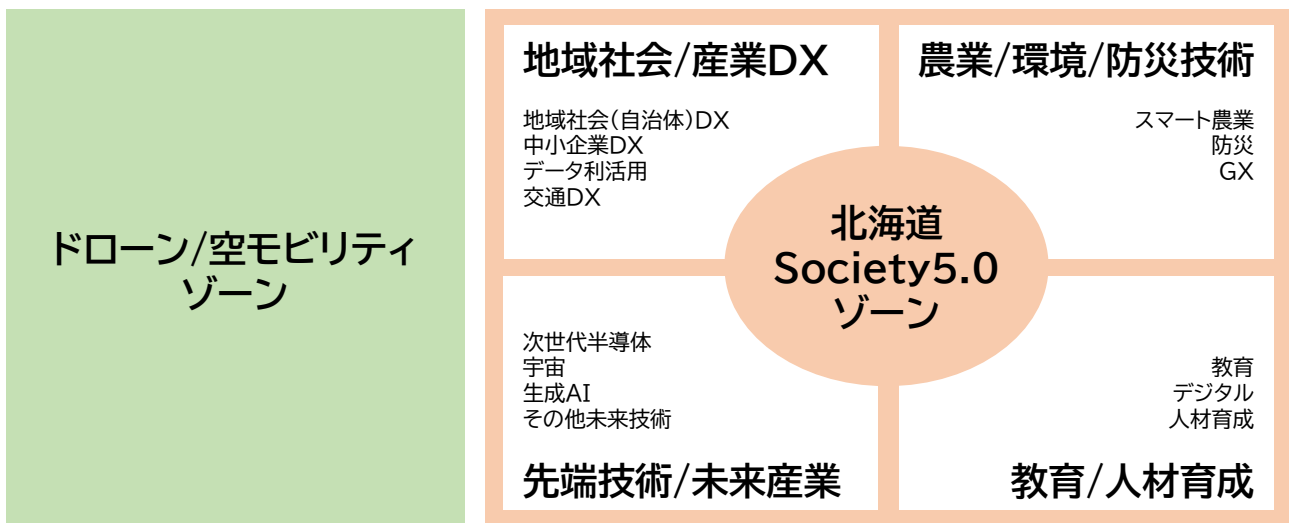 ドローン/空モビリティ
ゾーン
地域社会/産業DX
地域社会(自治体)DX
中小企業DX
データ利活用
交通DX
農業/環境/防災技術
スマート農業
防災
GX
北海道
Society5.0
ゾーン
次世代半導体
宇宙
生成AI
その他未来技術
先端技術/未来産業
教育
デジタル
人材育成
教育/人材育成